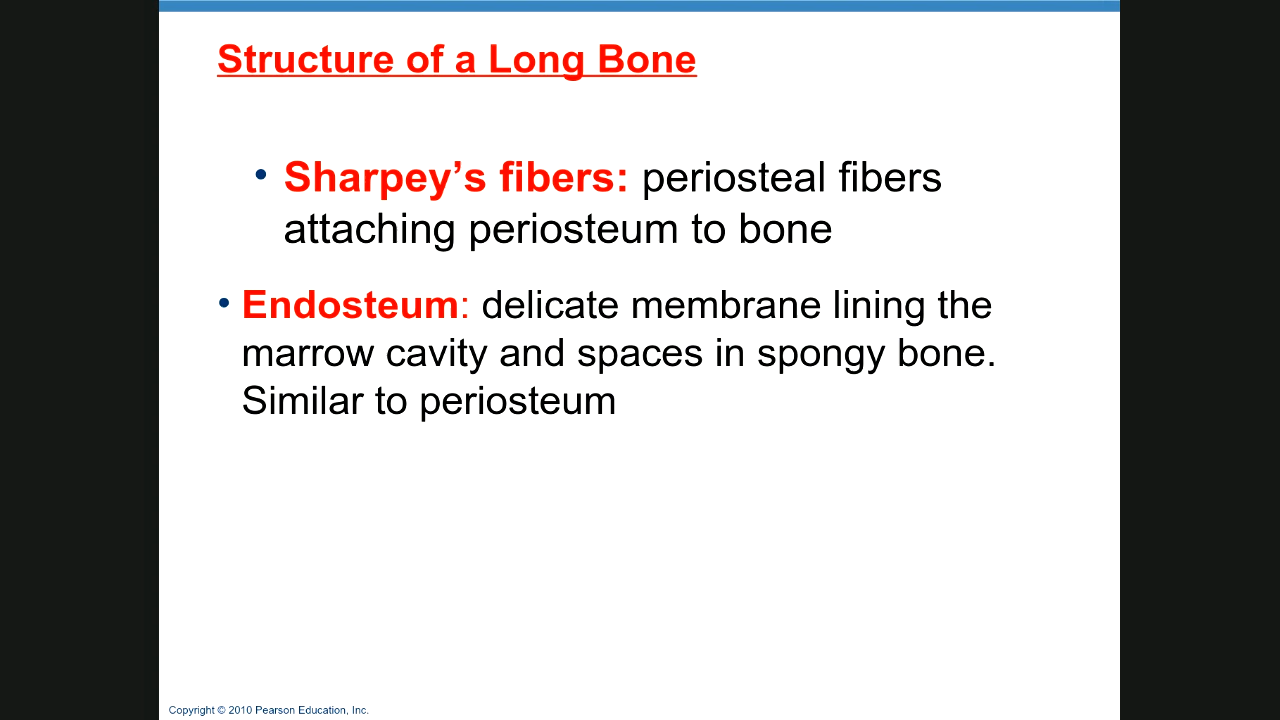 Structure of a Long Bone
• Sharpey’s fibers: periosteal fibers
attaching periosteum to bone
• Endosteum: delicate membrane lining the
marrow cavity and spaces in spongy bone.
Similar to periosteum
Copyright © 2010 Pearson Education, Inc.